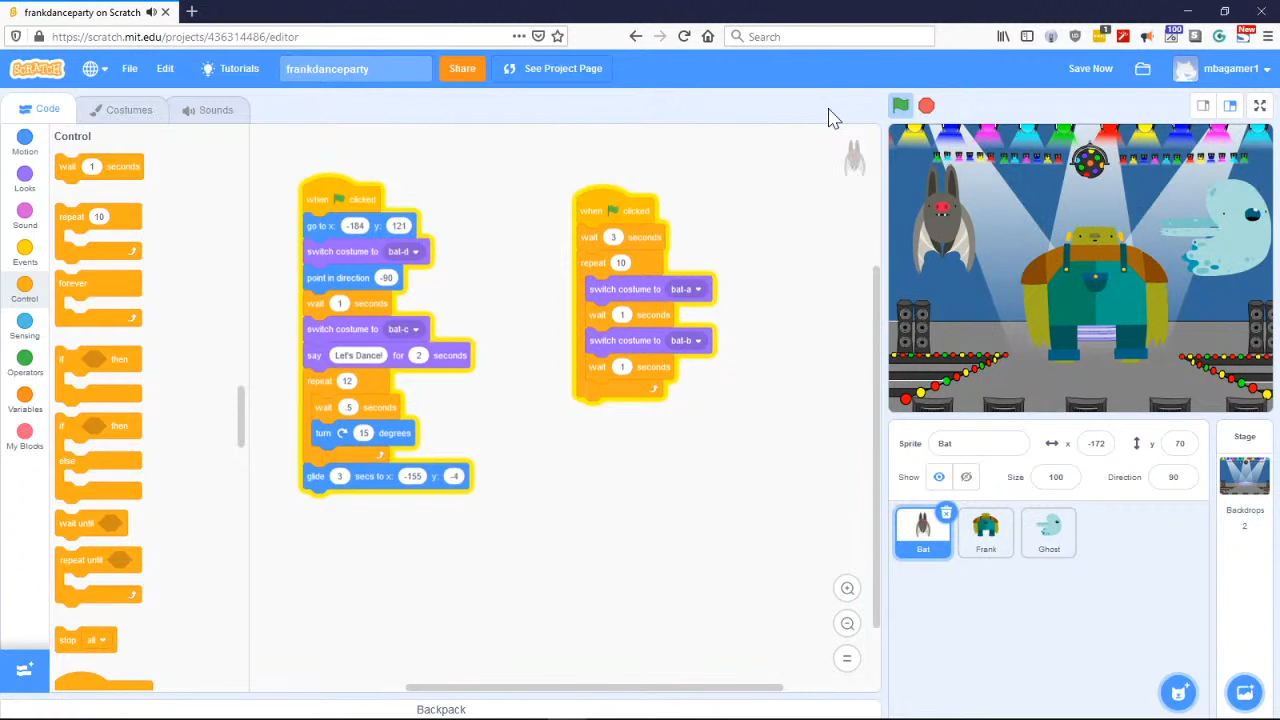 frankdanceparty on Scratch
https://scratch.mit.edu/projects/436314486/editor
Search
1
100
New
SCRATCH
File
Edit
Tutorials
frankdanceparty
Share
See Project Page
Save Now
mbagamer1
Code
Costumes
Sounds
Motion
Looks
Sound
Events
Control
Sensing
Operators
Variables
My Blocks
Control
wait 1 seconds
repeat 10
forever
if then
if then
else
wait until
repeat until
stop all
when clicked
go to x: -184 y: 121
switch costume to bat-d
point in direction -90
wait 1 seconds
switch costume to bat-c
say Let's Dance! for 2 seconds
repeat 12
wait .5 seconds
turn 15 degrees
glide 3 secs to x: -155 y: -4
when clicked
wait 3 seconds
repeat 10
switch costume to bat-a
wait 1 seconds
switch costume to bat-b
wait 1 seconds
Backpack
Sprite Bat x -172 y 70
Show Size 100 Direction 90
Bat
Frank
Ghost
Stage
Backdrops
2